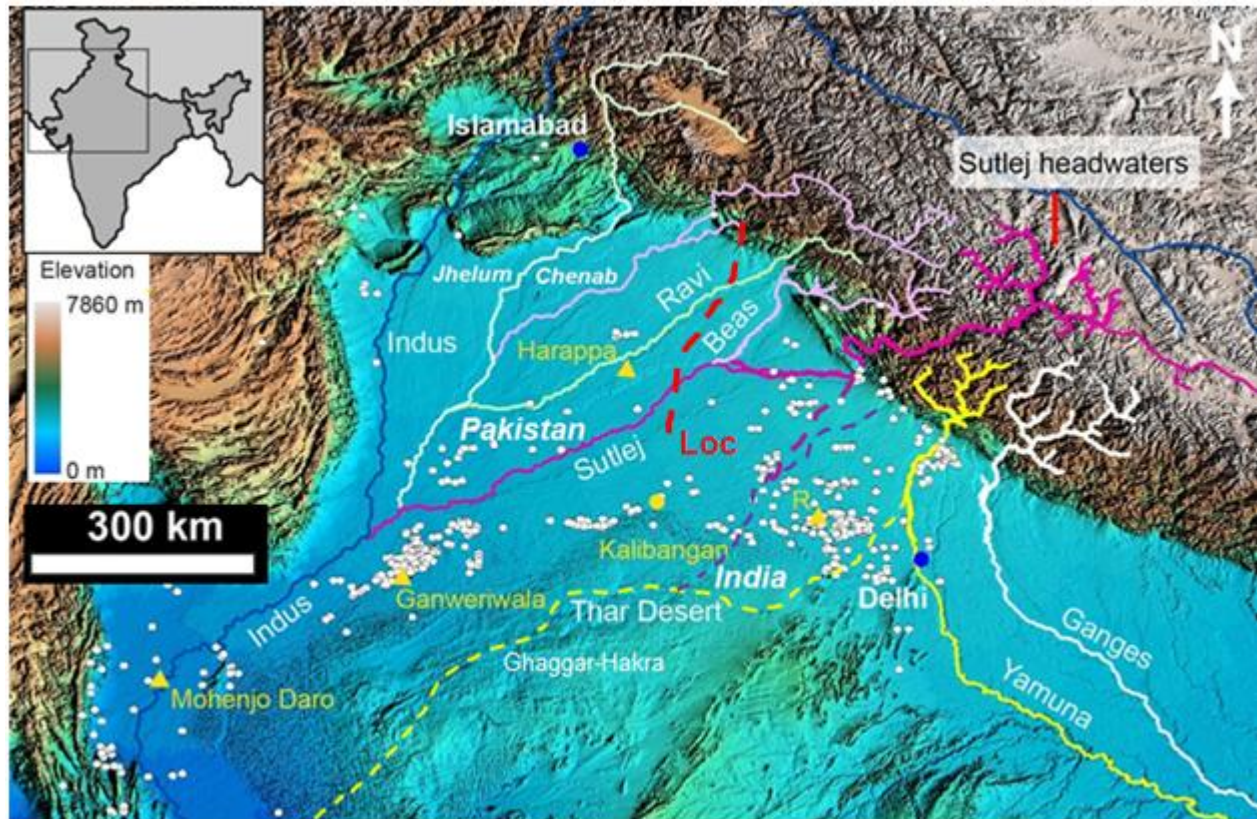 N
Islamabad
Sutlej headwaters
Elevation
7860 m
0 m
Jhelum
Chenab
Ravi
Beas
Indus
Harappa
Pakistan
Sutlej
Loc
300 km
R
Kalibangan
India
Ganweriwala
Delhi
Thar Desert
Indus
Ghaggar-Hakra
Ganges
Mohenjo Daro
Yamuna